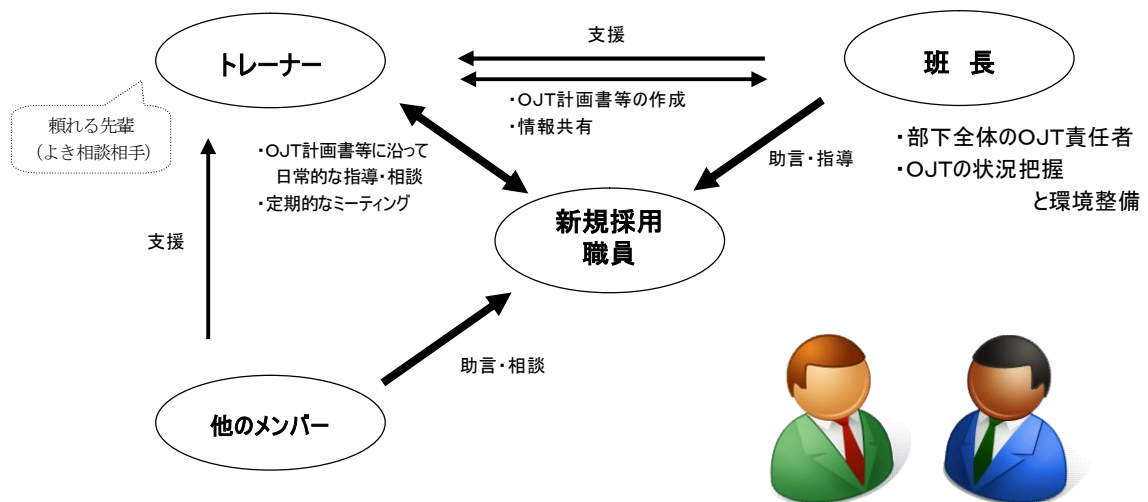 支援
トレーナー
班　長
頼れる先輩
（よき相談相手）
・OJT計画書等の作成
・情報共有
・部下全体のOJT責任者
・OJTの状況把握
と環境整備
助言・指導
・OJT計画書等に沿って
日常的な指導・相談
・定期的なミーティング
新規採用
職員
支援
助言・相談
他のメンバー